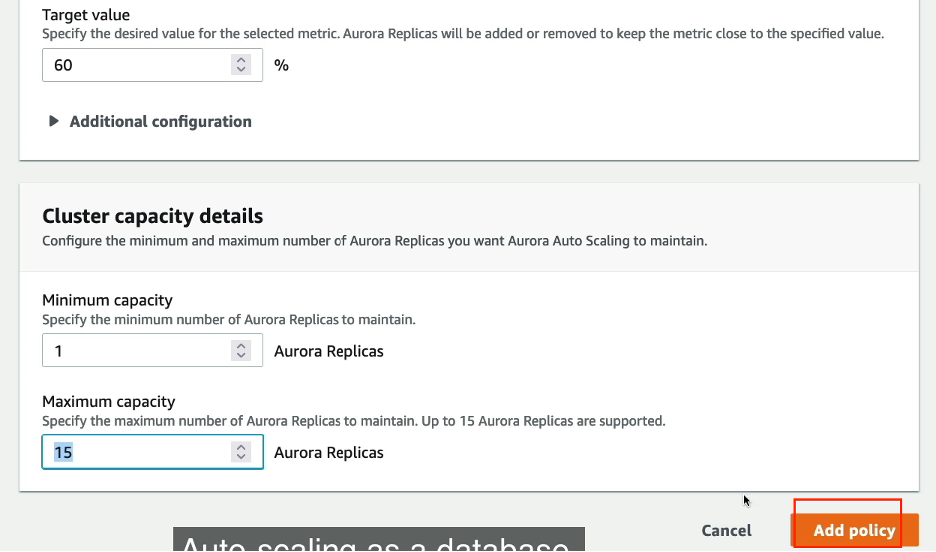 Target value
Specify the desired value for the selected metric. Aurora Replicas will be added or removed to keep the metric close to the specified value.
60 %
Additional configuration
Cluster capacity details
Configure the minimum and maximum number of Aurora Replicas you want Aurora Auto Scaling to maintain.
Minimum capacity
Specify the minimum number of Aurora Replicas to maintain.
1 Aurora Replicas
Maximum capacity
Specify the maximum number of Aurora Replicas to maintain. Up to 15 Aurora Replicas are supported.
15 Aurora Replicas
Cancel Add policy
Auto scaling as a database